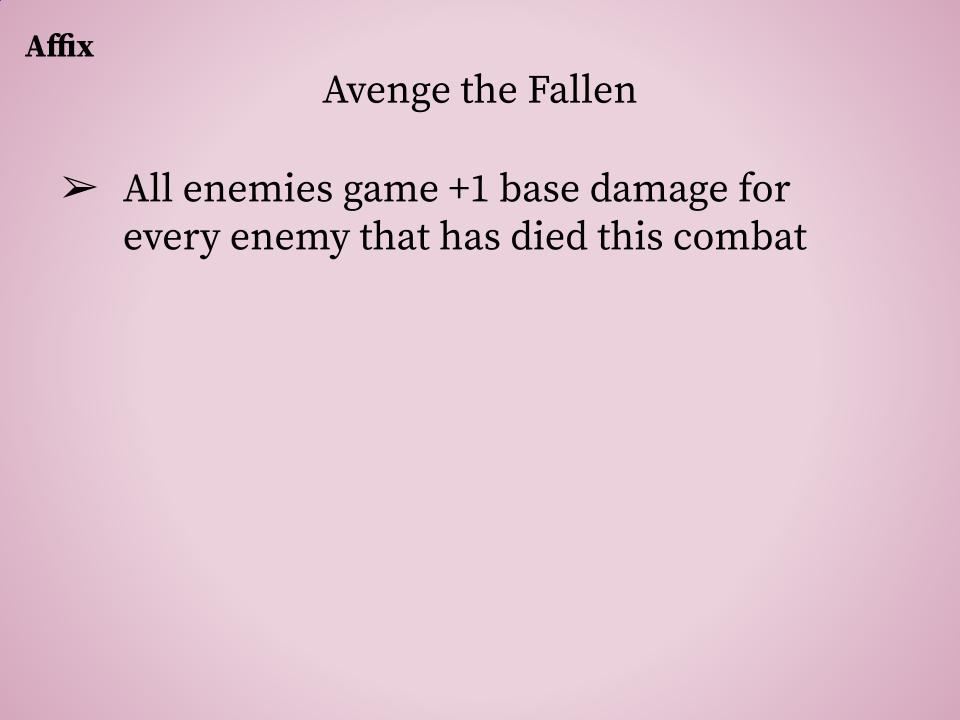 Affix
Avenge the Fallen
➢ All enemies game +1 base damage for
every enemy that has died this combat